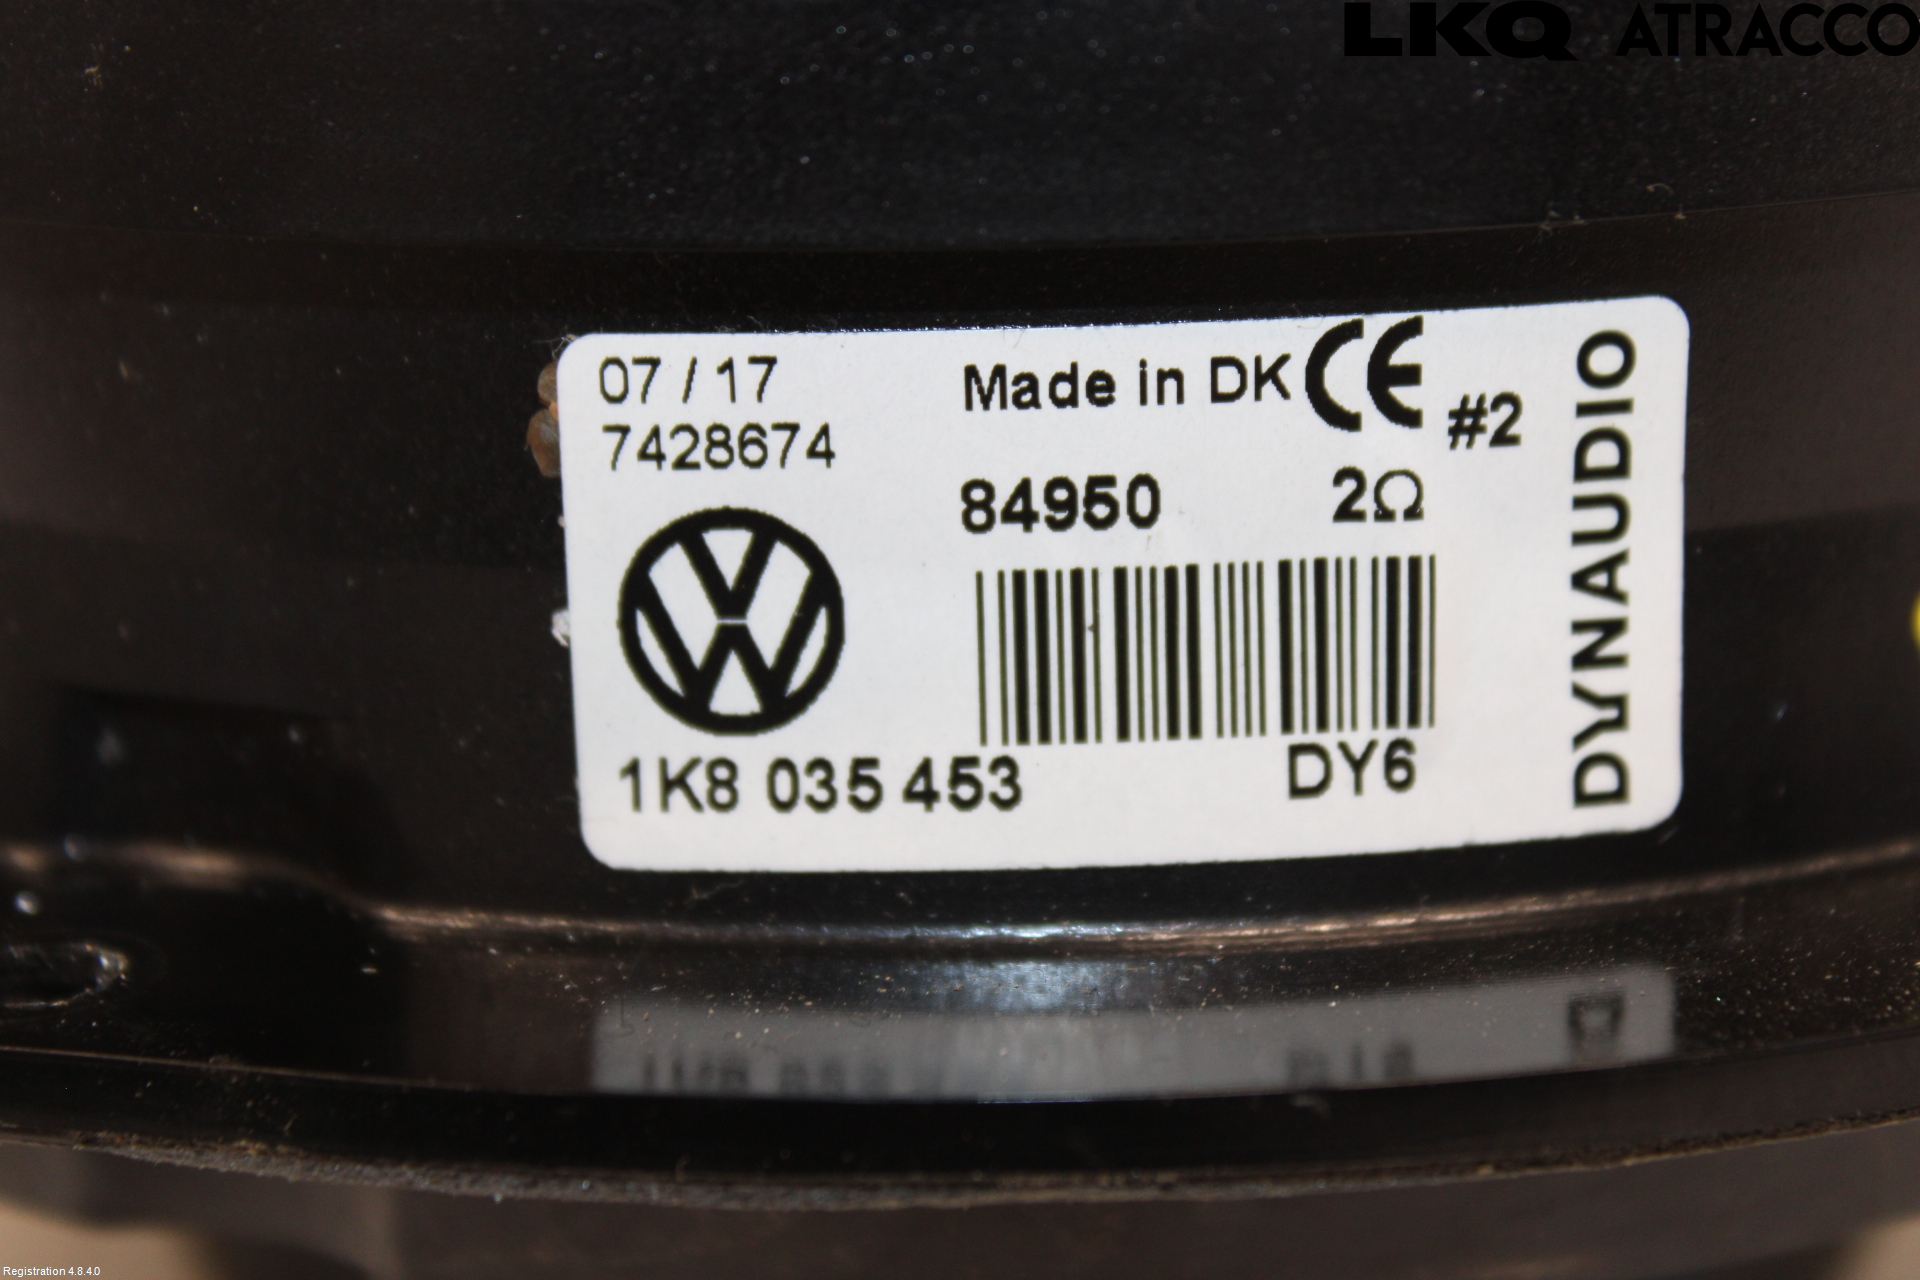 LKQ ATRACCO
07 / 17
Made in DK CE #2
7428674
84950 2Ω
1K8 035 453
DY6
DYNAUDIO
Registration 4.8.4.0